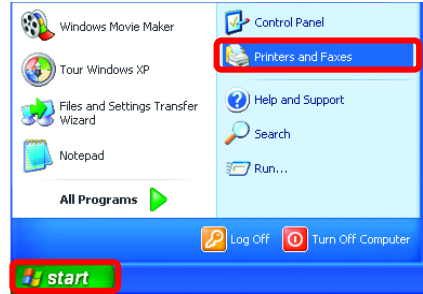 Windows Movie Maker
Tour Windows XP
Files and Settings Transfer
Wizard
Notepad
All Programs
Control Panel
Printers and Faxes
Help and Support
Search
Run...
Log Off
Turn Off Computer
start